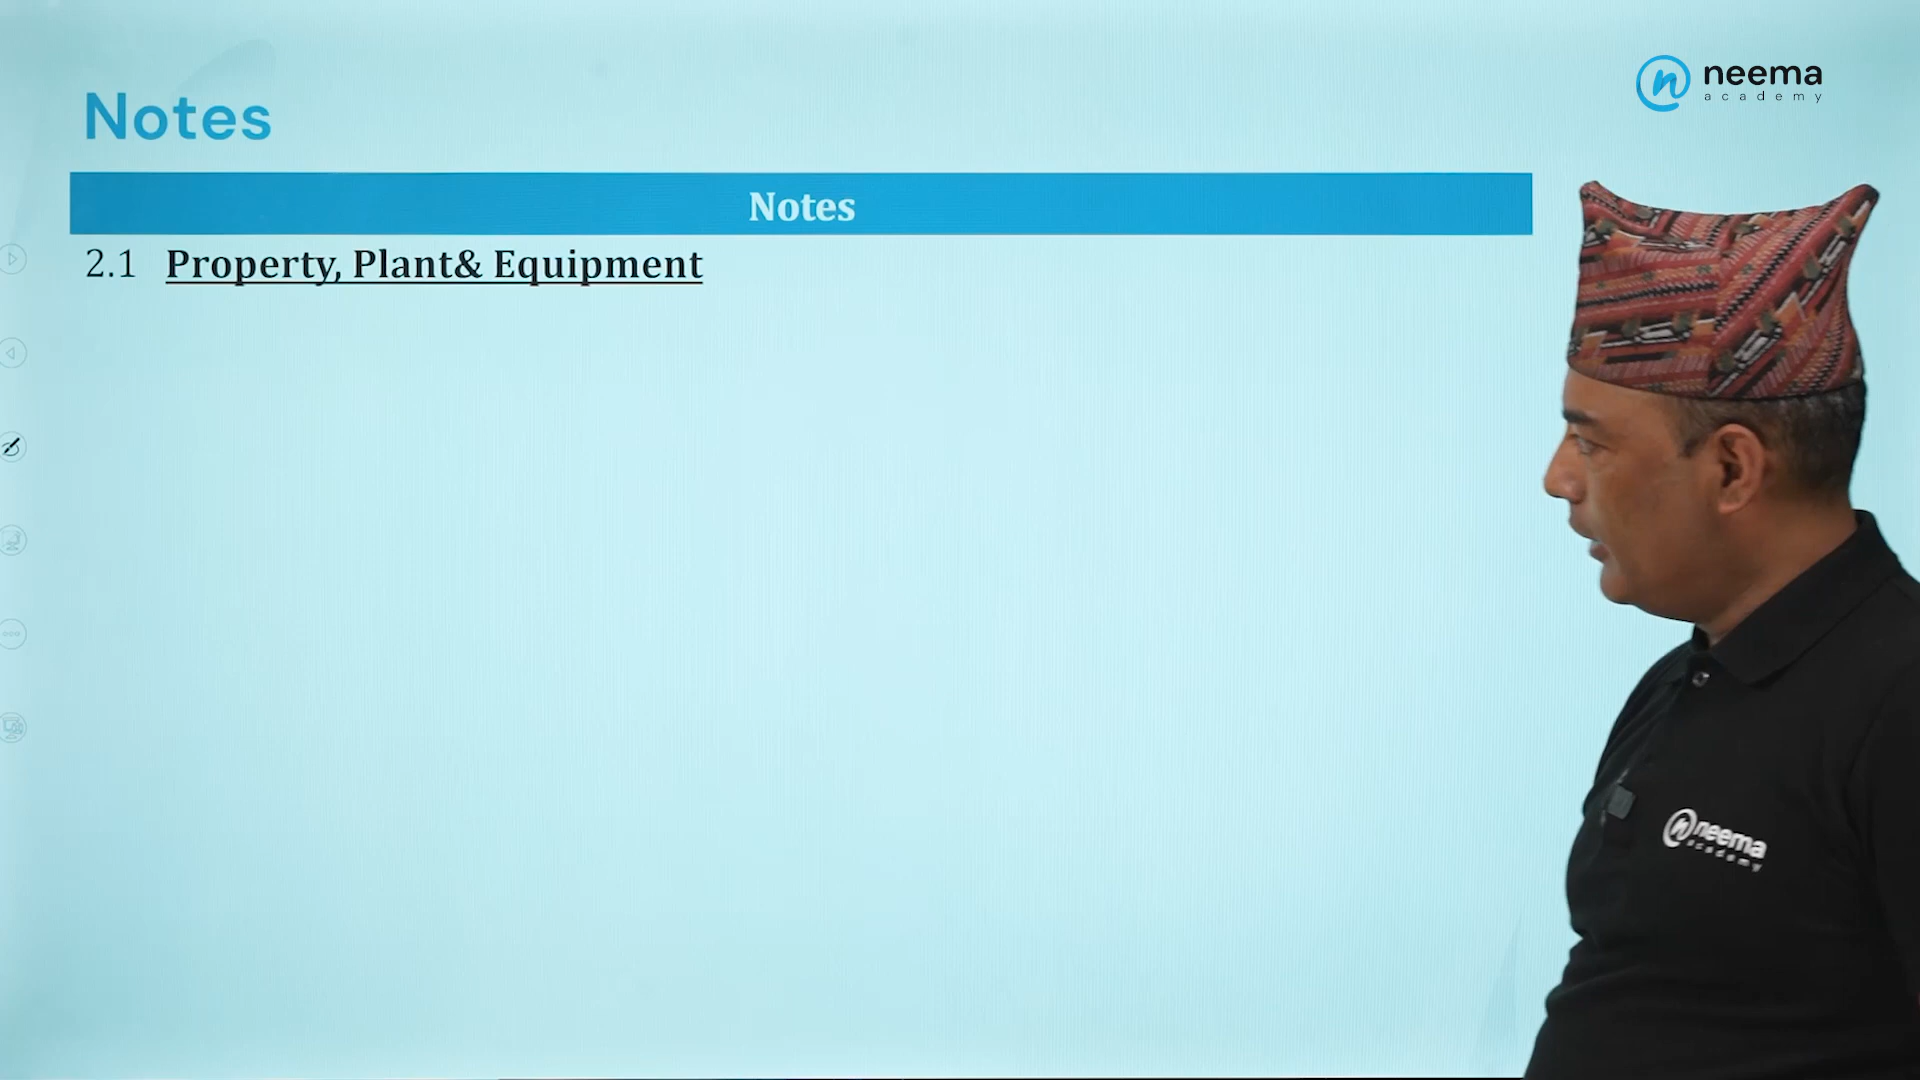 neema
academy
Notes
Notes
2.1 Property, Plant& Equipment
neema
academy